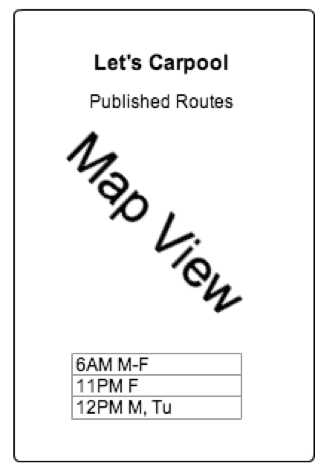 Let's Carpool
Published Routes
Map View
6AM M-F
11PM F
12PM M, Tu